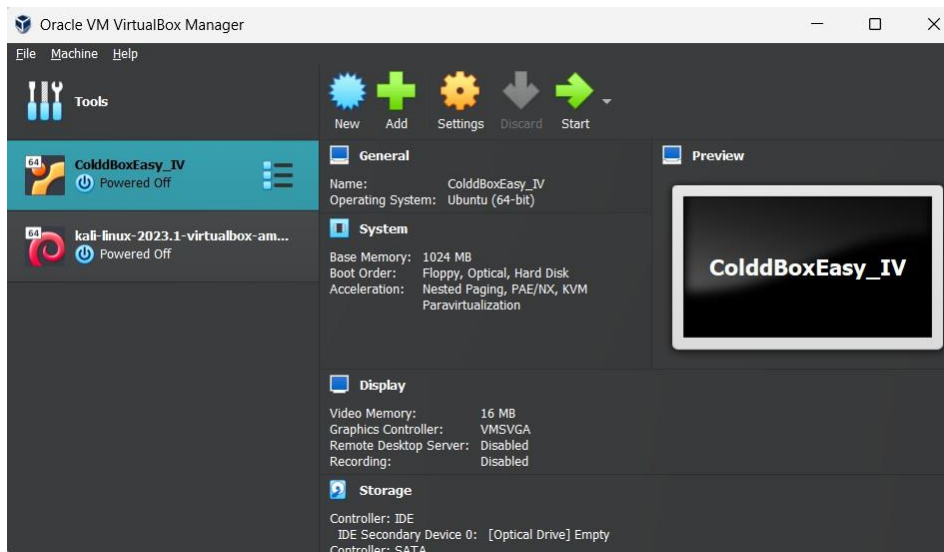 Oracle VM VirtualBox Manager
File Machine Help
Tools
New Add Settings Discard Start
64
ColddBoxEasy_IV
Powered Off
64
kali-linux-2023.1-virtualbox-am...
Powered Off
General
Name: ColddBoxEasy_IV
Operating System: Ubuntu (64-bit)
System
Base Memory: 1024 MB
Boot Order: Floppy, Optical, Hard Disk
Acceleration: Nested Paging, PAE/NX, KVM
Paravirtualization
Preview
ColddBoxEasy_IV
Display
Video Memory: 16 MB
Graphics Controller: VMSVGA
Remote Desktop Server: Disabled
Recording: Disabled
Storage
Controller: IDE
IDE Secondary Device 0: [Optical Drive] Empty
Controller: SATA